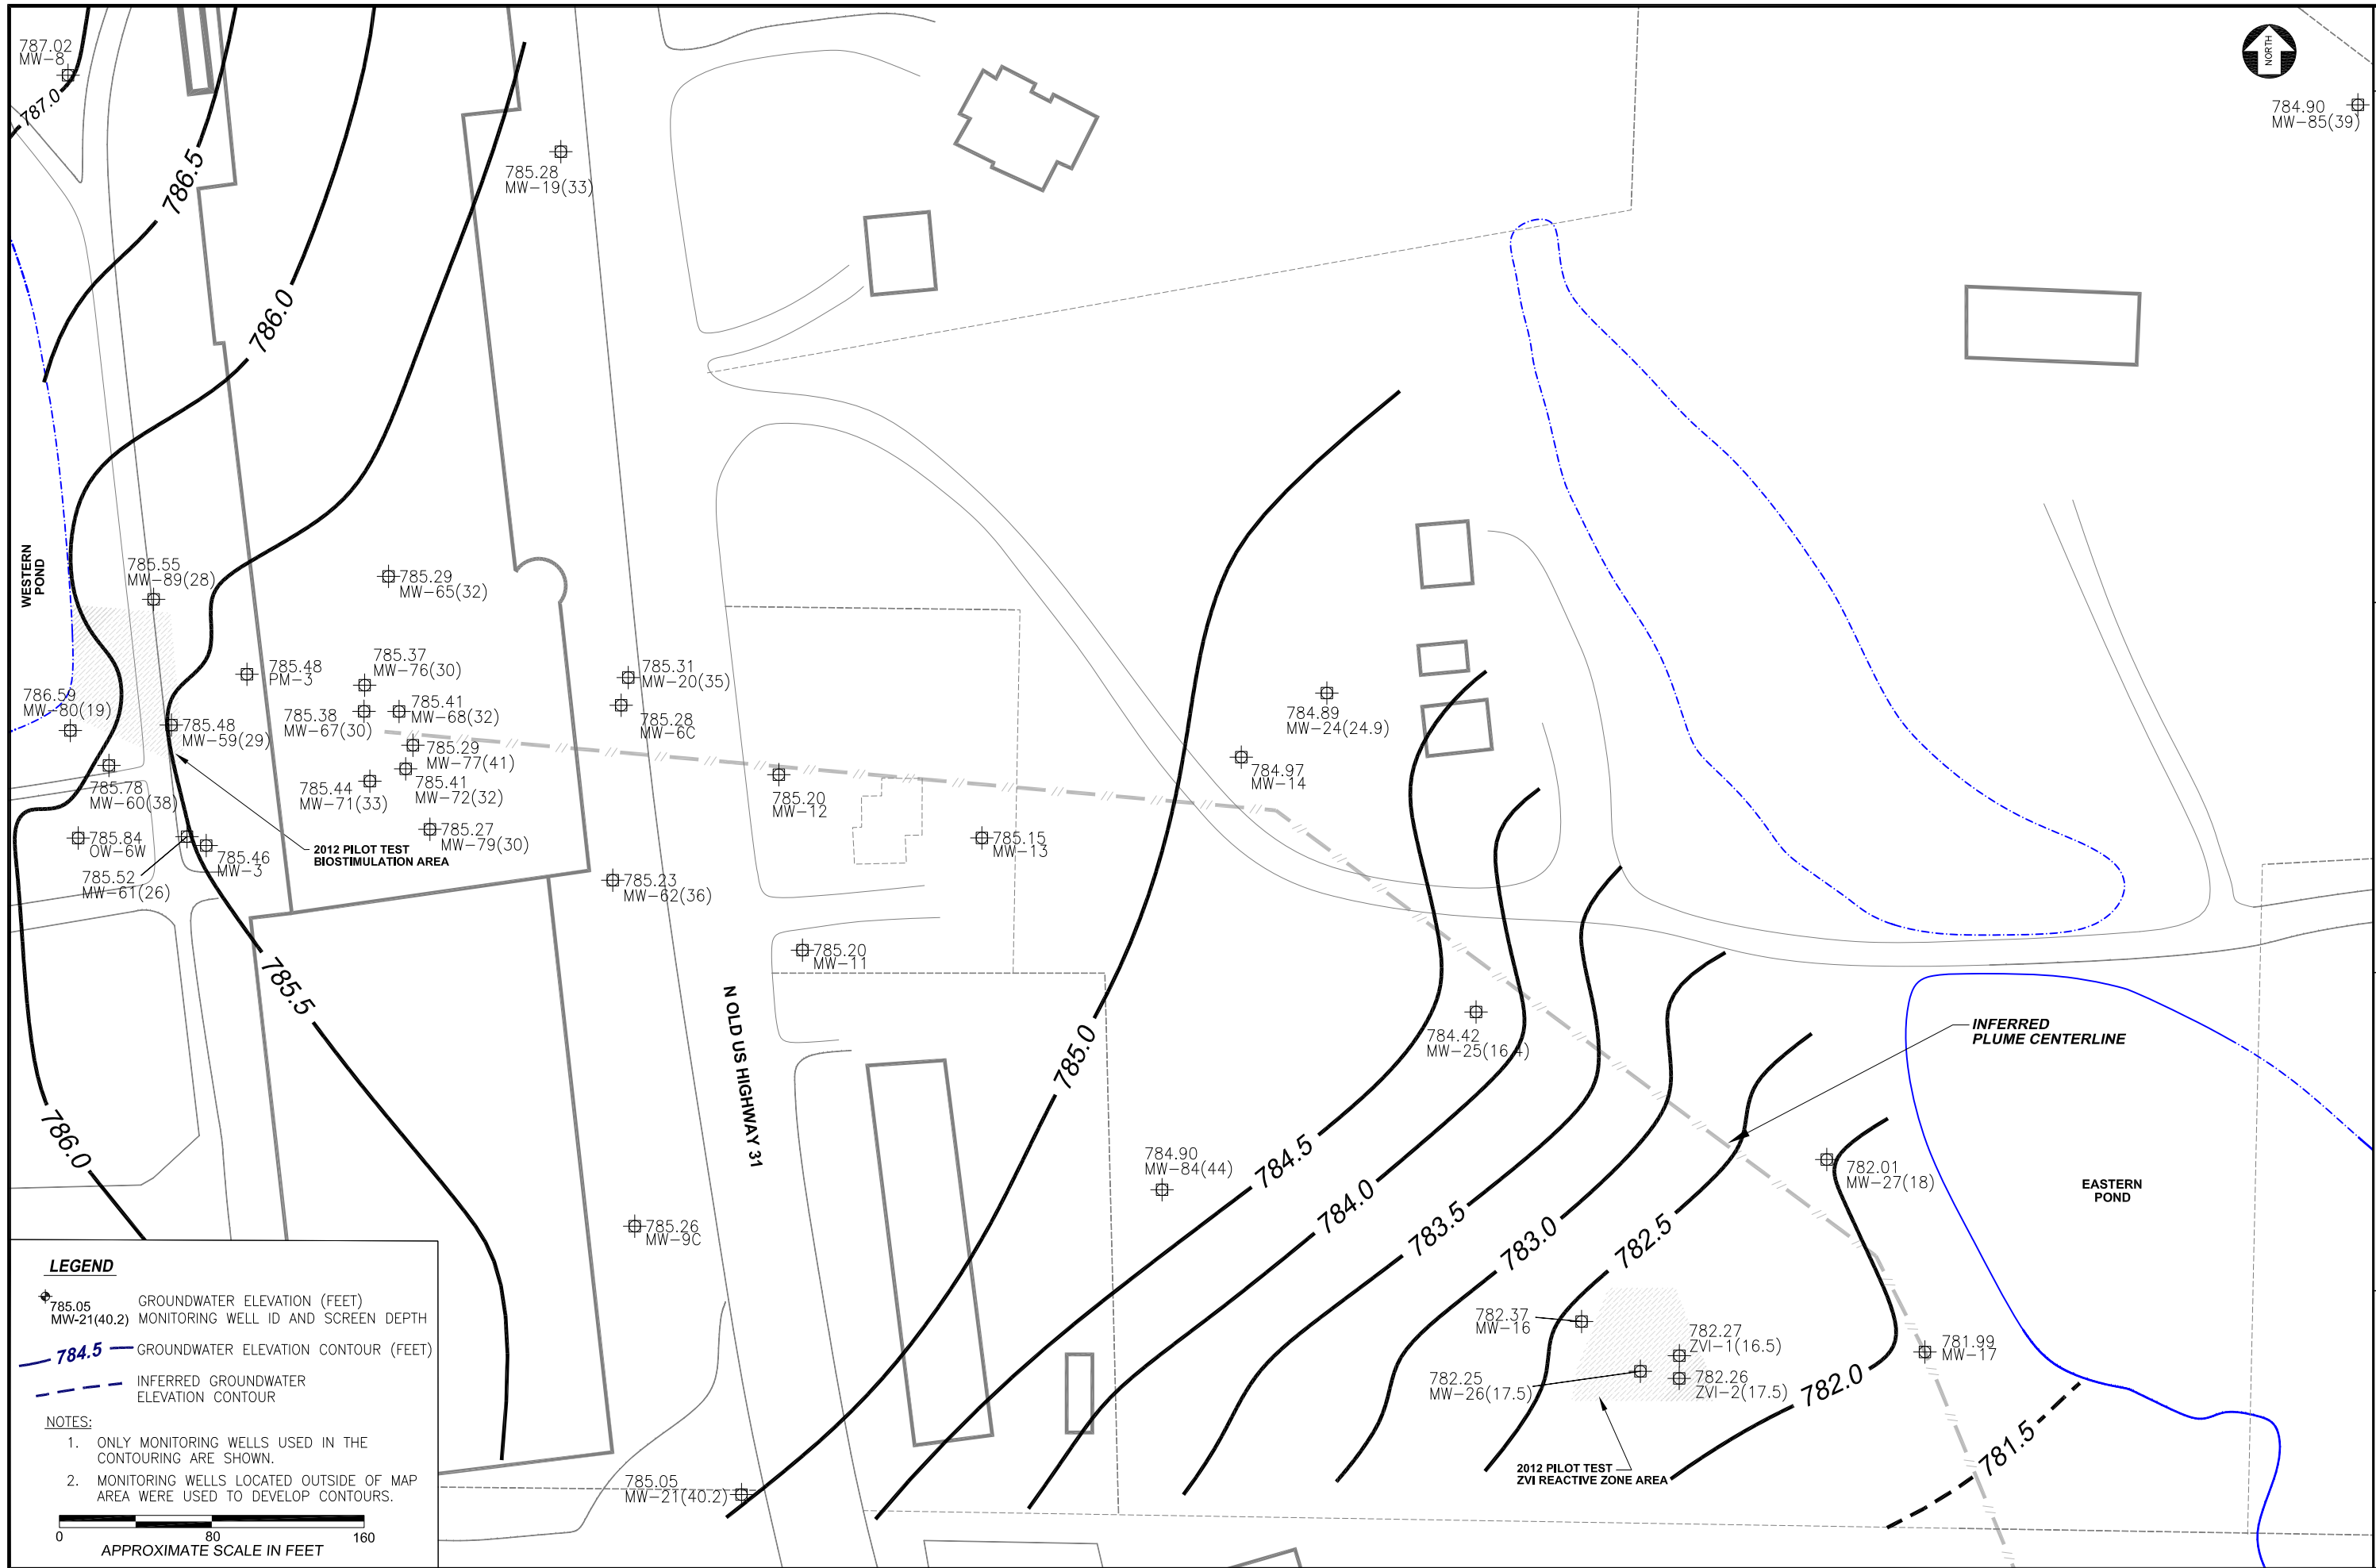 787.02
MW-8
787.0
786.5
786.0
785.28
MW-19(33)
NORTH
784.90
MW-85(39)
WESTERN
POND
785.55
MW-89(28)
785.29
MW-65(32)
785.48
PM-3
785.37
MW-76(30)
785.41
MW-68(32)
785.38
MW-67(30)
785.31
MW-20(35)
785.28
MW-6C
786.59
MW-80(19)
785.48
MW-59(29)
785.29
MW-77(41)
785.41
MW-72(32)
785.44
MW-71(33)
785.78
MW-60(38)
785.27
MW-79(30)
785.84
OW-6W
785.46
MW-3
785.52
MW-61(26)
2012 PILOT TEST
BIOSTIMULATION AREA
785.20
MW-12
785.15
MW-13
785.23
MW-62(36)
785.20
MW-11
784.89
MW-24(24.9)
784.97
MW-14
784.42
MW-25(16.4)
785.5
N OLD US HIGHWAY 31
785.0
INFERRED
PLUME CENTERLINE
786.0
784.90
MW-84(44)
784.5
784.0
783.5
783.0
782.5
782.01
MW-27(18)
EASTERN
POND
785.26
MW-9C
782.37
MW-16
782.27
ZVI-1(16.5)
782.25
MW-26(17.5)
782.26
ZVI-2(17.5)
781.99
MW-17
782.0
781.5
2012 PILOT TEST
ZVI REACTIVE ZONE AREA
785.05
MW-21(40.2)
LEGEND
785.05
MW-21(40.2)
GROUNDWATER ELEVATION (FEET)
MONITORING WELL ID AND SCREEN DEPTH
784.5
GROUNDWATER ELEVATION CONTOUR (FEET)
INFERRED GROUNDWATER
ELEVATION CONTOUR
NOTES:
1. ONLY MONITORING WELLS USED IN THE
CONTOURING ARE SHOWN.
2. MONITORING WELLS LOCATED OUTSIDE OF MAP
AREA WERE USED TO DEVELOP CONTOURS.
0 80 160
APPROXIMATE SCALE IN FEET